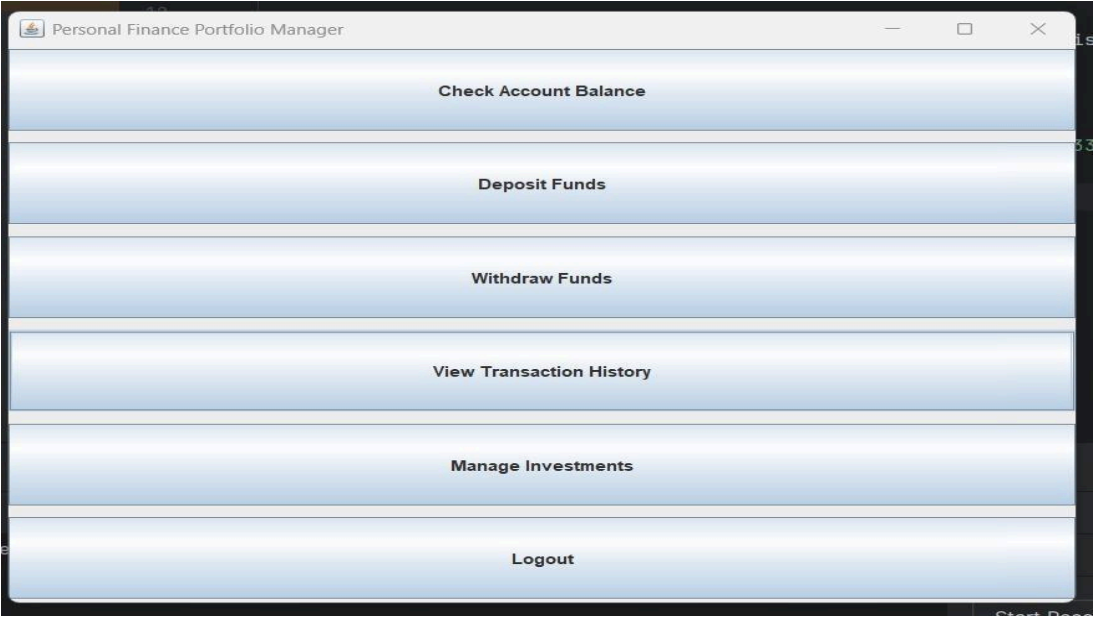 Personal Finance Portfolio Manager
Check Account Balance
Deposit Funds
Withdraw Funds
View Transaction History
Manage Investments
Logout